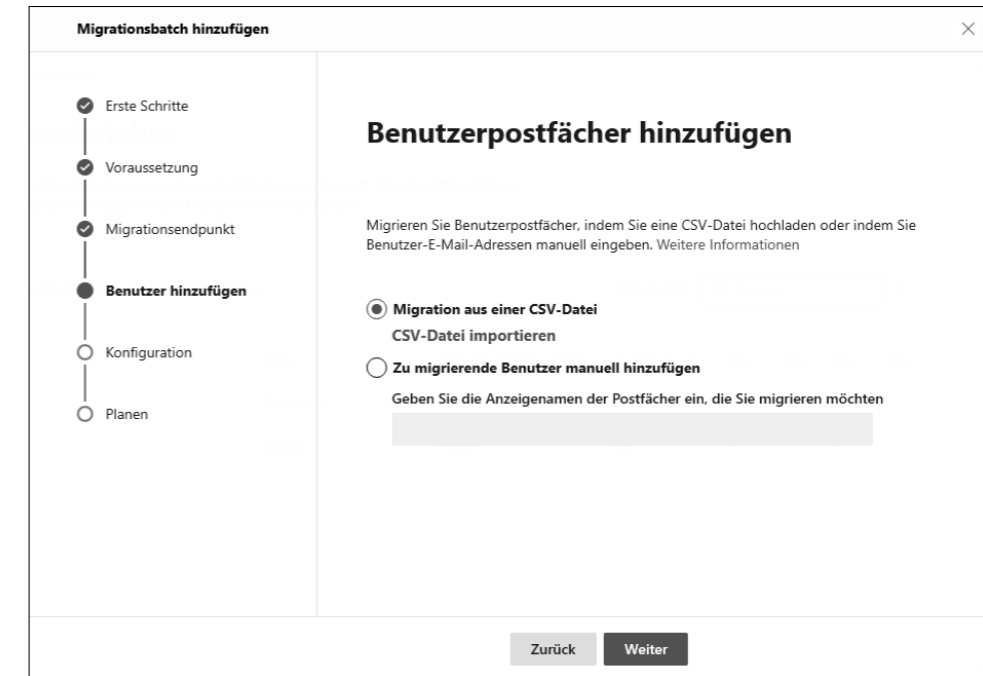 Migrationsbatch hinzufügen
Erste Schritte
Voraussetzung
Migrationsendpunkt
Benutzer hinzufügen
Konfiguration
Planen
Benutzerpostfächer hinzufügen
Migrieren Sie Benutzerpostfächer, indem Sie eine CSV-Datei hochladen oder indem Sie
Benutzer-E-Mail-Adressen manuell eingeben. Weitere Informationen
Migration aus einer CSV-Datei
CSV-Datei importieren
Zu migrierende Benutzer manuell hinzufügen
Geben Sie die Anzeigenamen der Postfächer ein, die Sie migrieren möchten
Zurück
Weiter